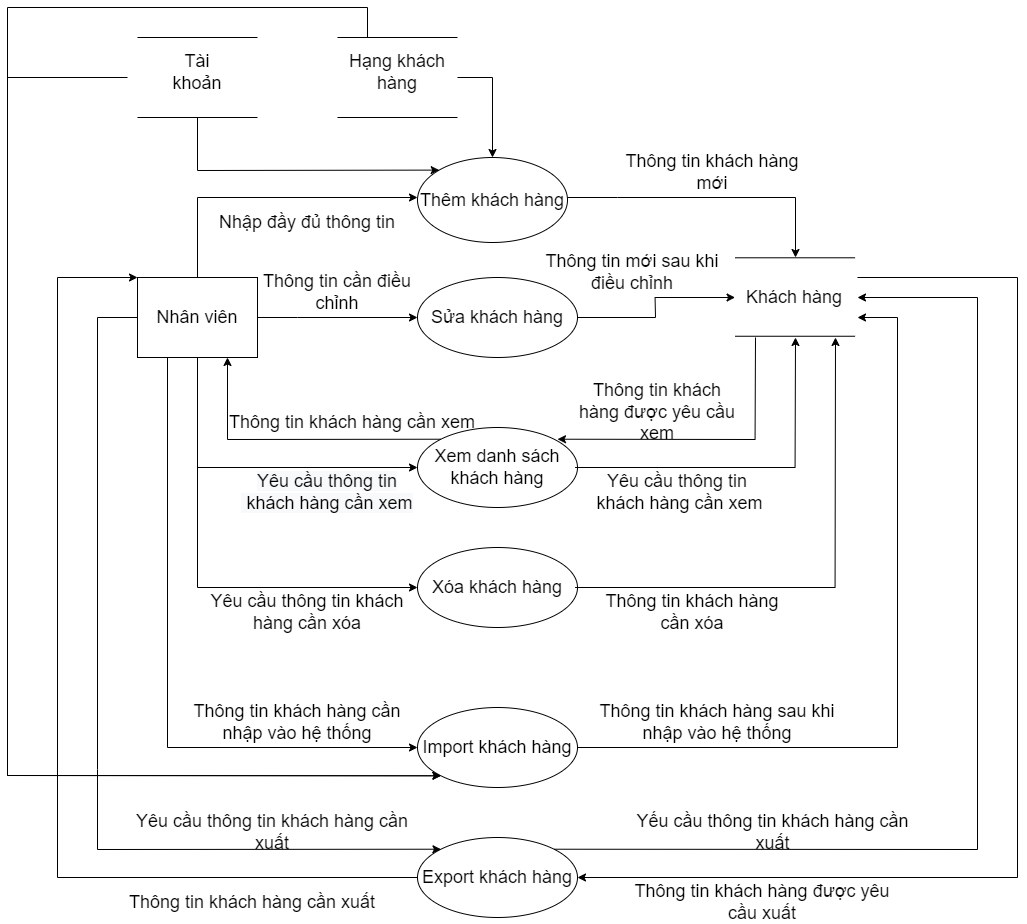 Tài
khoản
Hạng khách
hàng
Thông tin khách hàng
mới
Thêm khách hàng
Nhập đầy đủ thông tin
Thông tin mới sau khi
điều chỉnh
Thông tin cần điều
chỉnh
Khách hàng
Nhân viên
Sửa khách hàng
Thông tin khách
hàng được yêu cầu
xem
Thông tin khách hàng cần xem
Xem danh sách
khách hàng
Yêu cầu thông tin
khách hàng cần xem
Yêu cầu thông tin
khách hàng cần xem
Xóa khách hàng
Yêu cầu thông tin khách
hàng cần xóa
Thông tin khách hàng
cần xóa
Thông tin khách hàng cần
nhập vào hệ thống
Thông tin khách hàng sau khi
nhập vào hệ thống
Import khách hàng
Yêu cầu thông tin khách hàng cần
xuất
Yếu cầu thông tin khách hàng cần
xuất
Export khách hàng
Thông tin khách hàng cần xuất
Thông tin khách hàng được yêu
cầu xuất